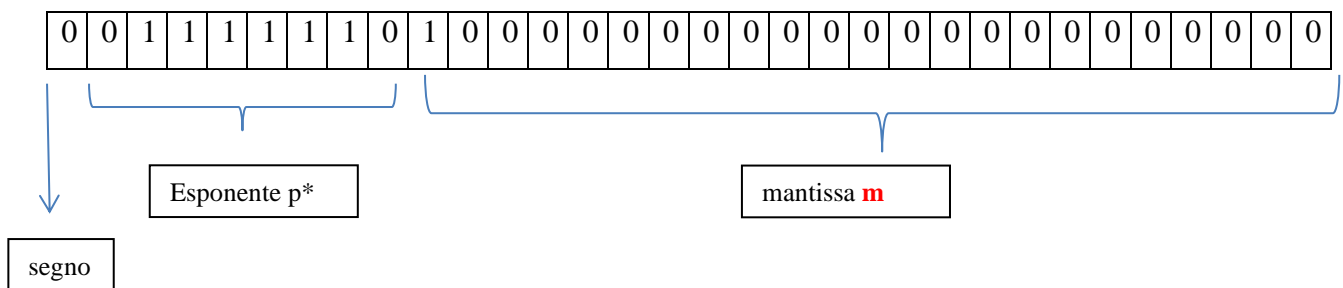 0 0 1 1 1 1 1 1 0 1 0 0 0 0 0 0 0 0 0 0 0 0 0 0 0 0 0 0 0 0 0 0
Esponente p*
mantissa m
segno